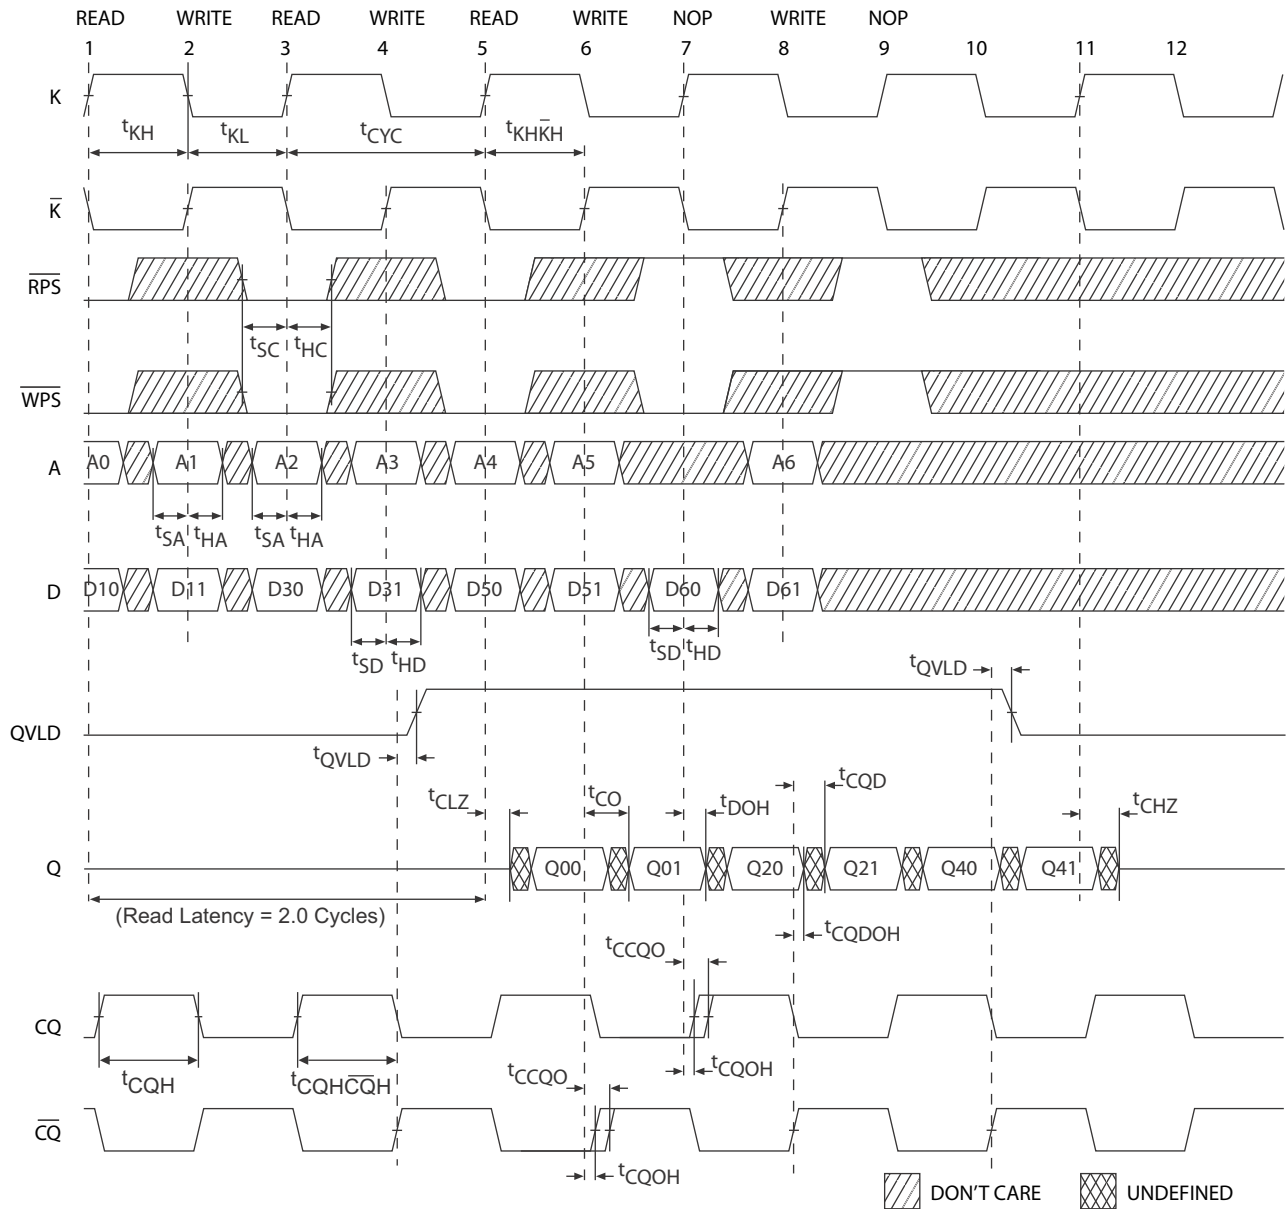 READ WRITE READ WRITE READ WRITE NOP WRITE NOP
1 2 3 4 5 6 7 8 9 10 11 12
K
tKH tKL tCYC tKHK̅H
K̅
R̅P̅S̅
tSC tHC
W̅P̅S̅
A A0 A1 A2 A3 A4 A5 A6
tSA tHA tSA tHA
D D10 D11 D30 D31 D50 D51 D60 D61
tSD tHD tSD tHD
tQVLD
QVLD
tQVLD
tCLZ tCO tDOH tCQD tCHZ
Q Q00 Q01 Q20 Q21 Q40 Q41
(Read Latency = 2.0 Cycles)
tCQDOH
tCCQO
CQ
tCQOH
tCQH tCQHC̅Q̅H
tCCQO
C̅Q̅
tCQOH
DON'T CARE UNDEFINED